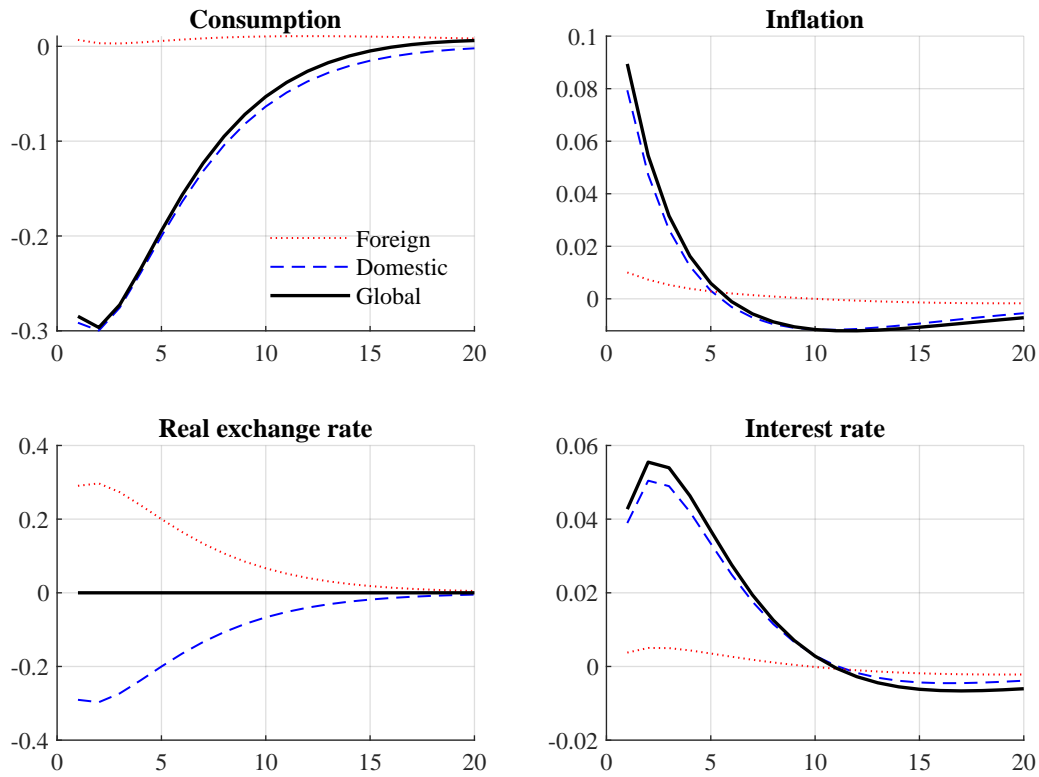 Consumption
0
-0.1
-0.2
-0.3
0 5 10 15 20
Foreign
Domestic
Global
Inflation
0.1
0.08
0.06
0.04
0.02
0
0 5 10 15 20
Real exchange rate
0.4
0.2
0
-0.2
-0.4
0 5 10 15 20
Interest rate
0.06
0.04
0.02
0
-0.02
0 5 10 15 20